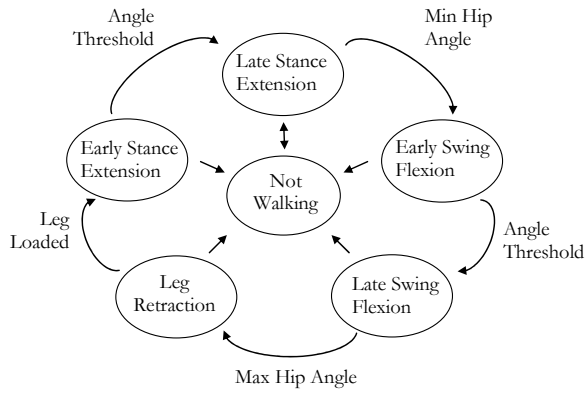 Angle
Threshold
Min Hip
Angle
Late Stance
Extension
Early Stance
Extension
Early Swing
Flexion
Not
Walking
Leg
Loaded
Angle
Threshold
Leg
Retraction
Late Swing
Flexion
Max Hip Angle